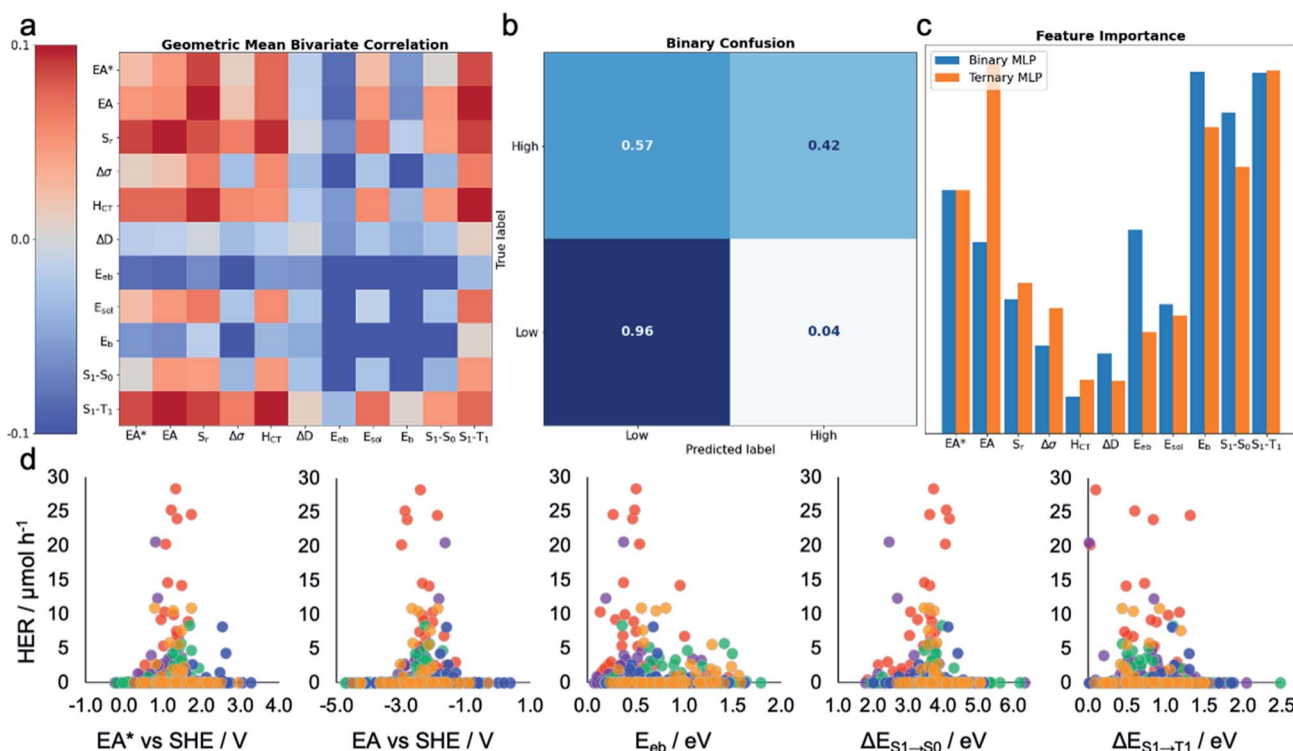 a
Geometric Mean Bivariate Correlation
0.1
0.0
-0.1
EA*
EA
Sr
Δσ
HCT
ΔD
Eeb
Esol
Eb
S1-S0
S1-T1
EA* EA Sr Δσ HCT ΔD Eeb Esol Eb S1-S0 S1-T1
b
Binary Confusion
True label
High
Low
0.57 0.42
0.96 0.04
Low High
Predicted label
c
Feature Importance
Binary MLP
Ternary MLP
EA* EA Sr Δσ HCT ΔD Eeb Esol Eb S1-S0 S1-T1
d
HER / μmol h-1
30
25
20
15
10
5
0
-1.0 0.0 1.0 2.0 3.0 4.0
EA* vs SHE / V
30
25
20
15
10
5
0
-5.0 -3.0 -1.0 1.0
EA vs SHE / V
30
25
20
15
10
5
0
0.0 0.5 1.0 1.5 2.0
Eeb / eV
30
25
20
15
10
5
0
1.0 2.0 3.0 4.0 5.0 6.0
ΔES1→S0 / eV
30
25
20
15
10
5
0
0.0 0.5 1.0 1.5 2.0 2.5
ΔES1→T1 / eV